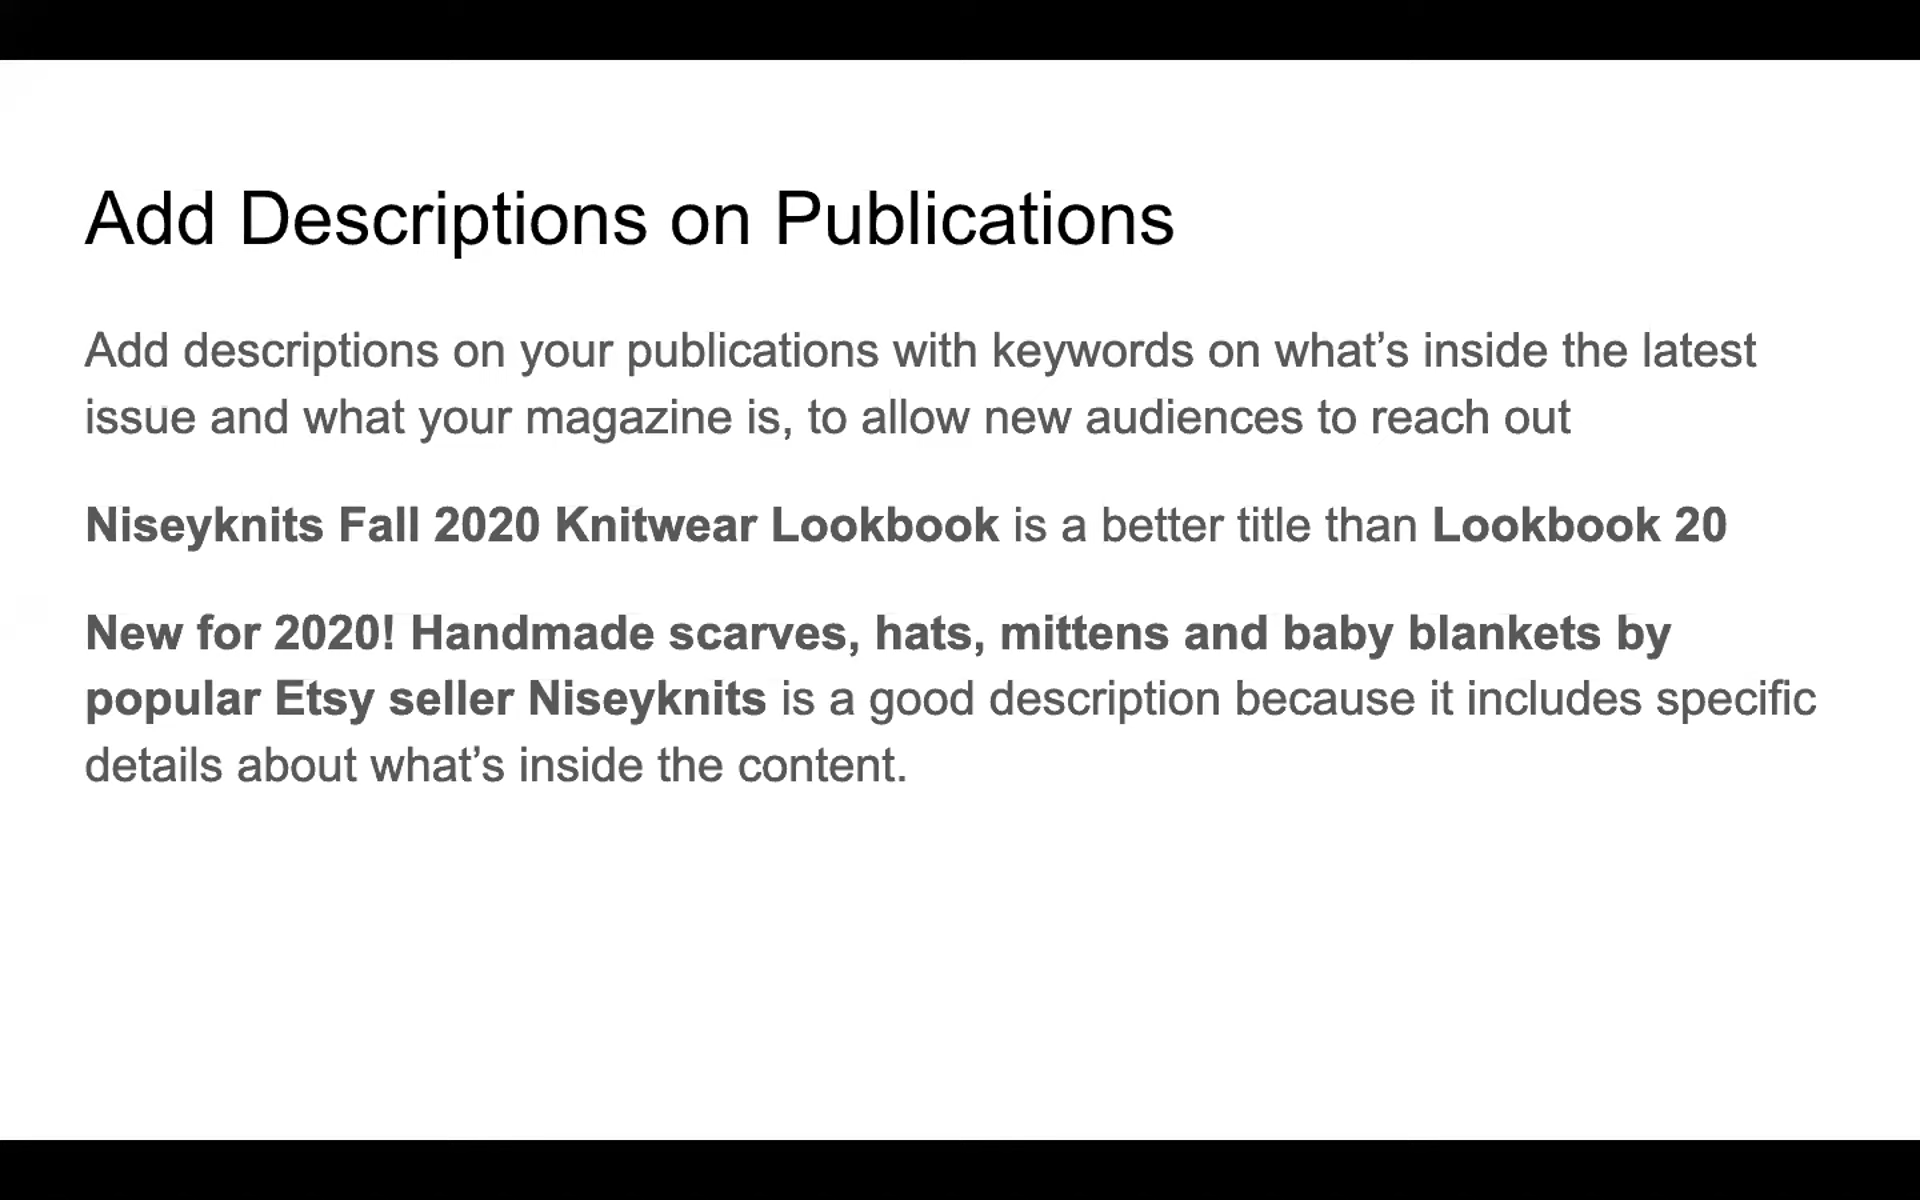 Add Descriptions on Publications
Add descriptions on your publications with keywords on what’s inside the latest
issue and what your magazine is, to allow new audiences to reach out
Niseyknits Fall 2020 Knitwear Lookbook is a better title than Lookbook 20
New for 2020! Handmade scarves, hats, mittens and baby blankets by
popular Etsy seller Niseyknits is a good description because it includes specific
details about what’s inside the content.